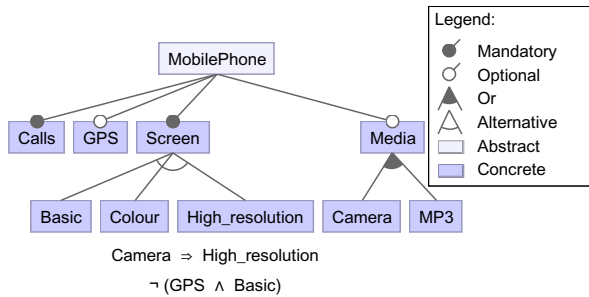 MobilePhone
Calls GPS Screen Media
Basic Colour High_resolution Camera MP3
Camera ⇒ High_resolution
¬ (GPS ∧ Basic)
Legend:
Mandatory
Optional
Or
Alternative
Abstract
Concrete